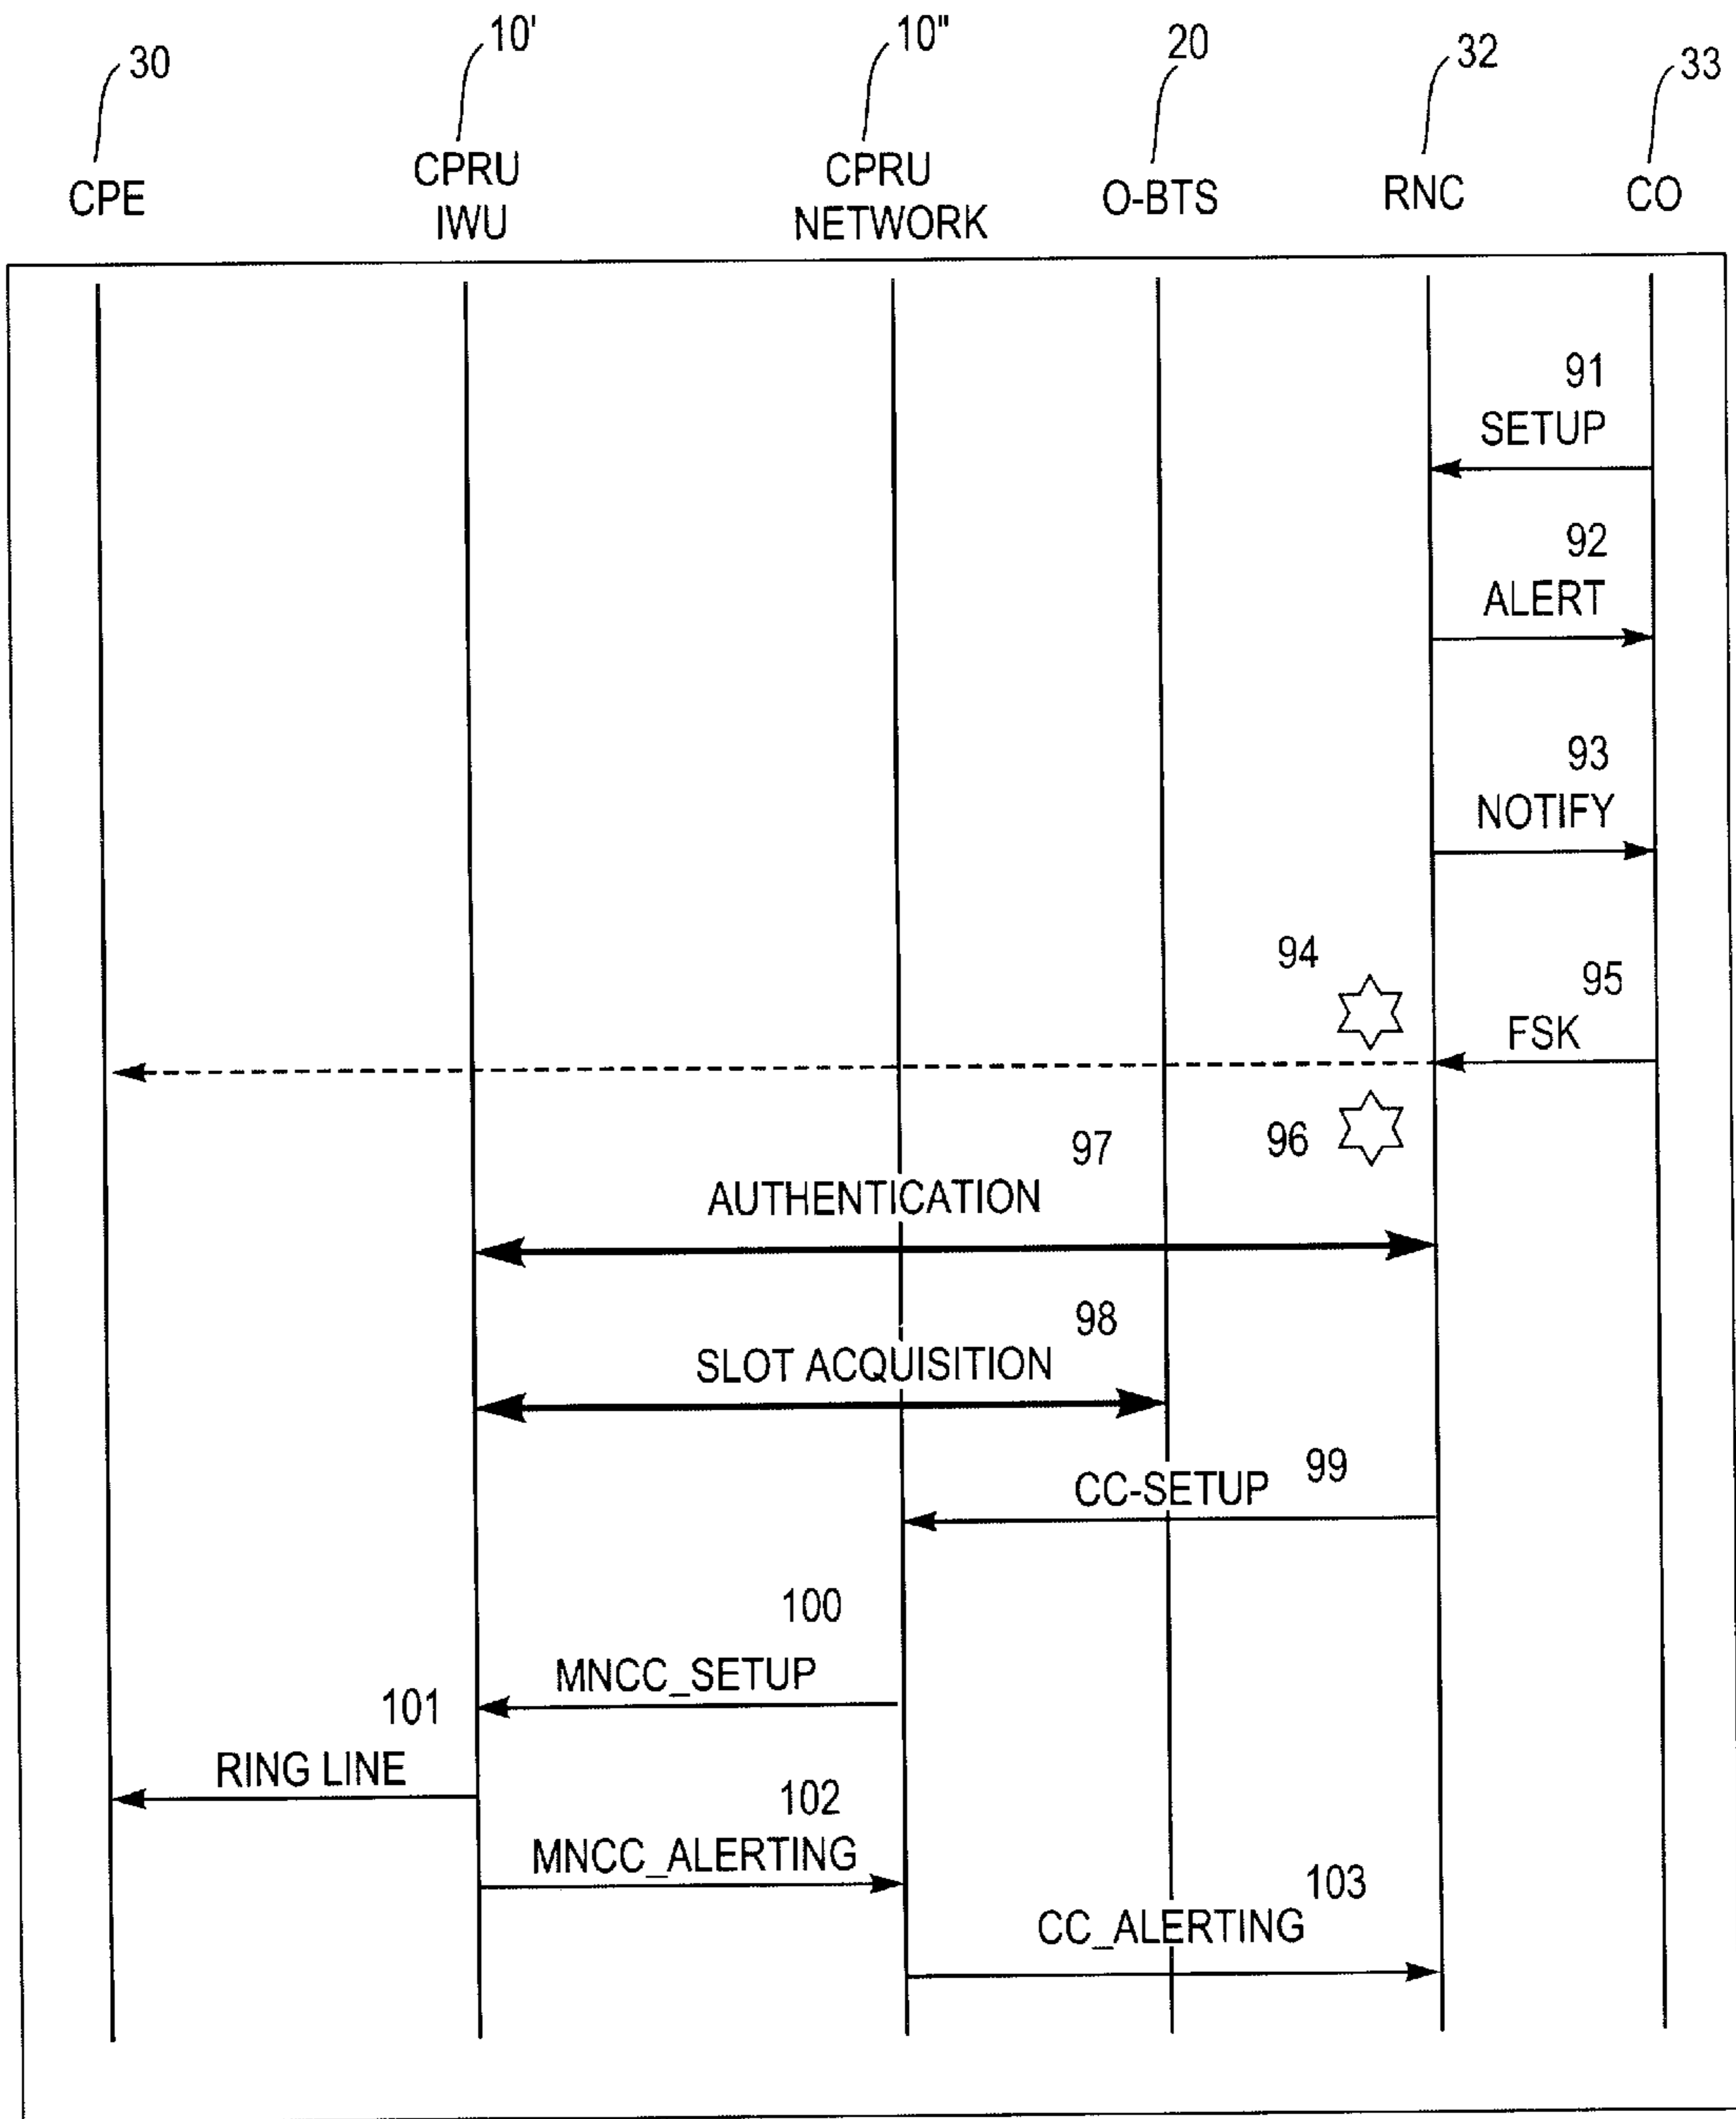 30
10'
10"
20
32
33
CPE
CPRU
IWU
CPRU
NETWORK
O-BTS
RNC
CO
91
SETUP
92
ALERT
93
NOTIFY
94
95
FSK
96
97
AUTHENTICATION
98
SLOT ACQUISITION
99
CC-SETUP
100
MNCC_SETUP
101
RING LINE
102
MNCC_ALERTING
103
CC_ALERTING